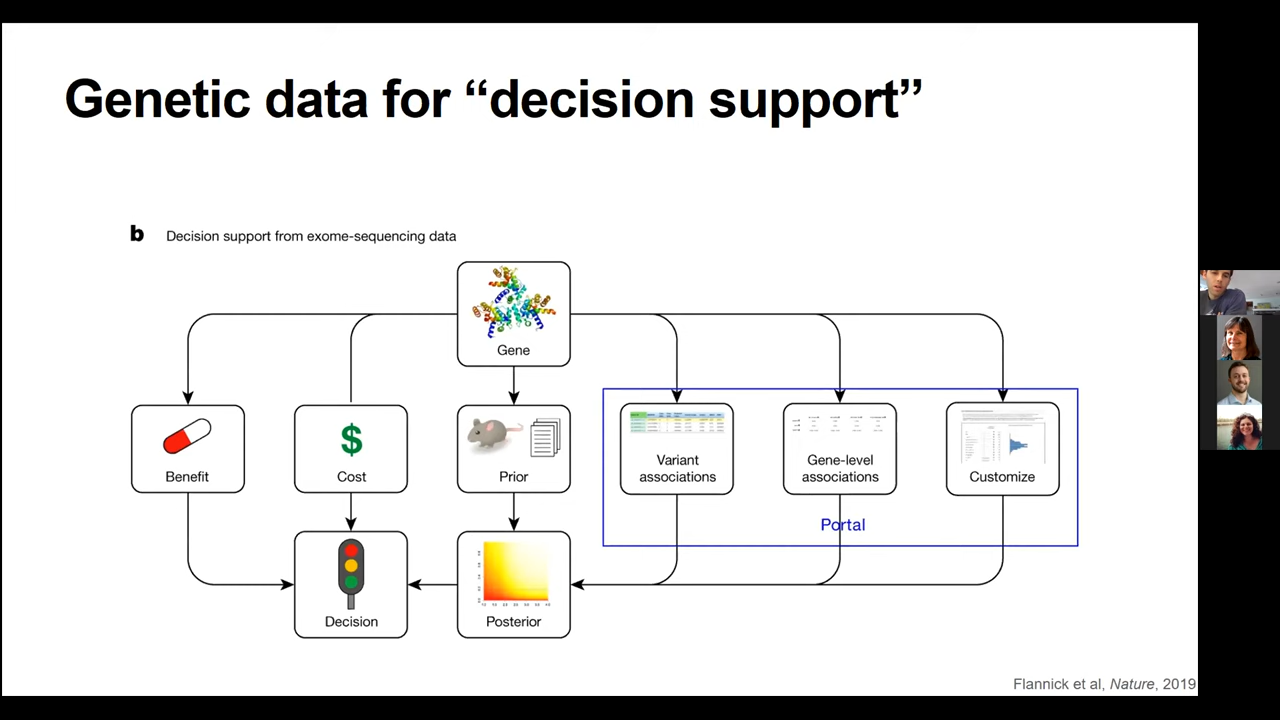 Genetic data for “decision support”
b Decision support from exome-sequencing data
Gene
Benefit
Cost
Prior
Variant
associations
Gene-level
associations
Customize
$
Portal
Decision
Posterior
Flannick et al, Nature, 2019